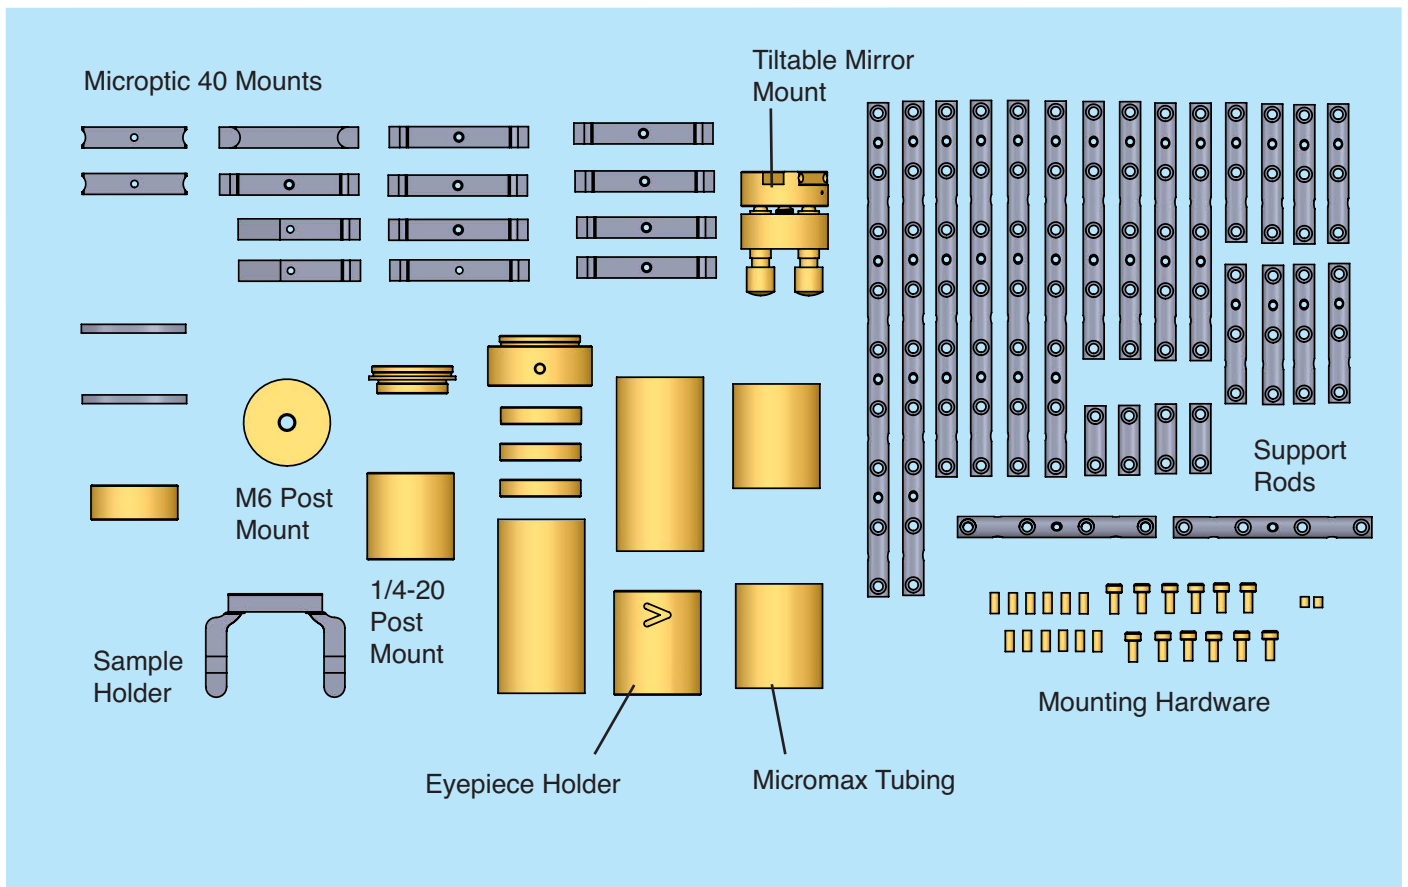 Microptic 40 Mounts
Tiltable Mirror
Mount
M6 Post
Mount
1/4-20
Post
Mount
Sample
Holder
Eyepiece Holder
Micromax Tubing
Support
Rods
Mounting Hardware